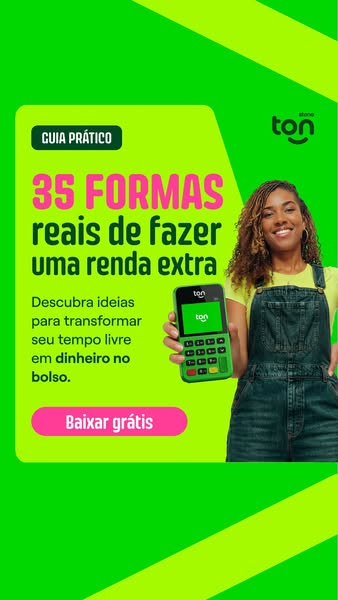 stone
ton
GUIA PRÁTICO
35 FORMAS
reais de fazer
uma renda extra
Descubra ideias
para transformar
seu tempo livre
em dinheiro no
bolso.
ton
ton
Baixar grátis